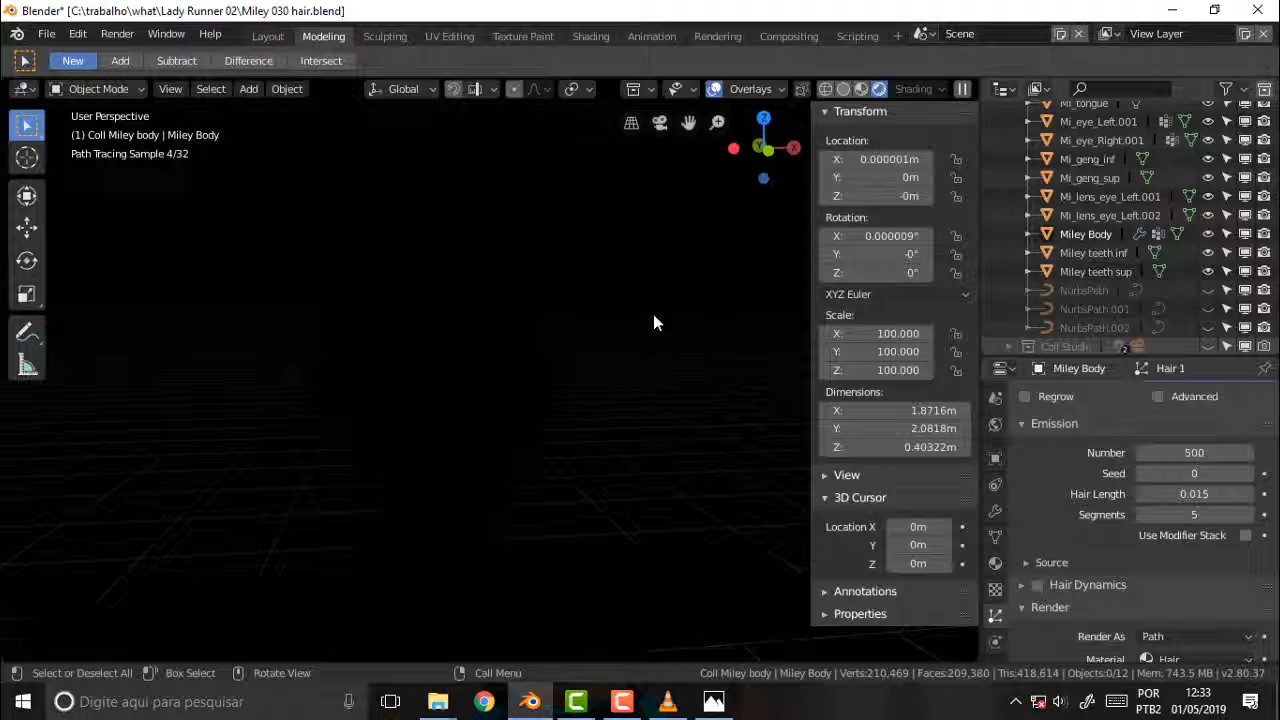 Blender* [C:\trabalho\what\Lady Runner 02\Miley 030 hair.blend]
File Edit Render Window Help Layout Modeling Sculpting UV Editing Texture Paint Shading Animation Rendering Compositing Scripting + Scene View Layer
New Add Subtract Difference Intersect
Object Mode View Select Add Object Global Overlays Shading
User Perspective
(1) Coll Miley body | Miley Body
Path Tracing Sample 4/32
Z
X
Y
Transform
Location:
X: 0.000001m
Y: 0m
Z: -0m
Rotation:
X: 0.000009°
Y: -0°
Z: 0°
XYZ Euler
Scale:
X: 100.000
Y: 100.000
Z: 100.000
Dimensions:
X: 1.8716m
Y: 2.0818m
Z: 0.40322m
View
3D Cursor
Location X 0m
Y 0m
Z 0m
Annotations
Properties
Mi_tongue
Mi_eye_Left.001
Mi_eye_Right.001
Mi_geng_inf
Mi_geng_sup
Mi_lens_eye_Left.001
Mi_lens_eye_Left.002
Miley Body
Miley teeth inf
Miley teeth sup
NurbsPath
NurbsPath.001
NurbsPath.002
Coll Studio 2
Miley Body Hair 1
Regrow Advanced
Emission
Number 500
Seed 0
Hair Length 0.015
Segments 5
Use Modifier Stack
Source
Hair Dynamics
Render
Render As Path
Material Hair
Select or Deselect All Box Select Rotate View Call Menu Coll Miley body | Miley Body | Verts:210,469 | Faces:209,380 | Tris:418,614 | Objects:0/12 | Mem: 743.5 MB | v2.80.37
Digite aqui para pesquisar
POR
PTB2
12:33
01/05/2019